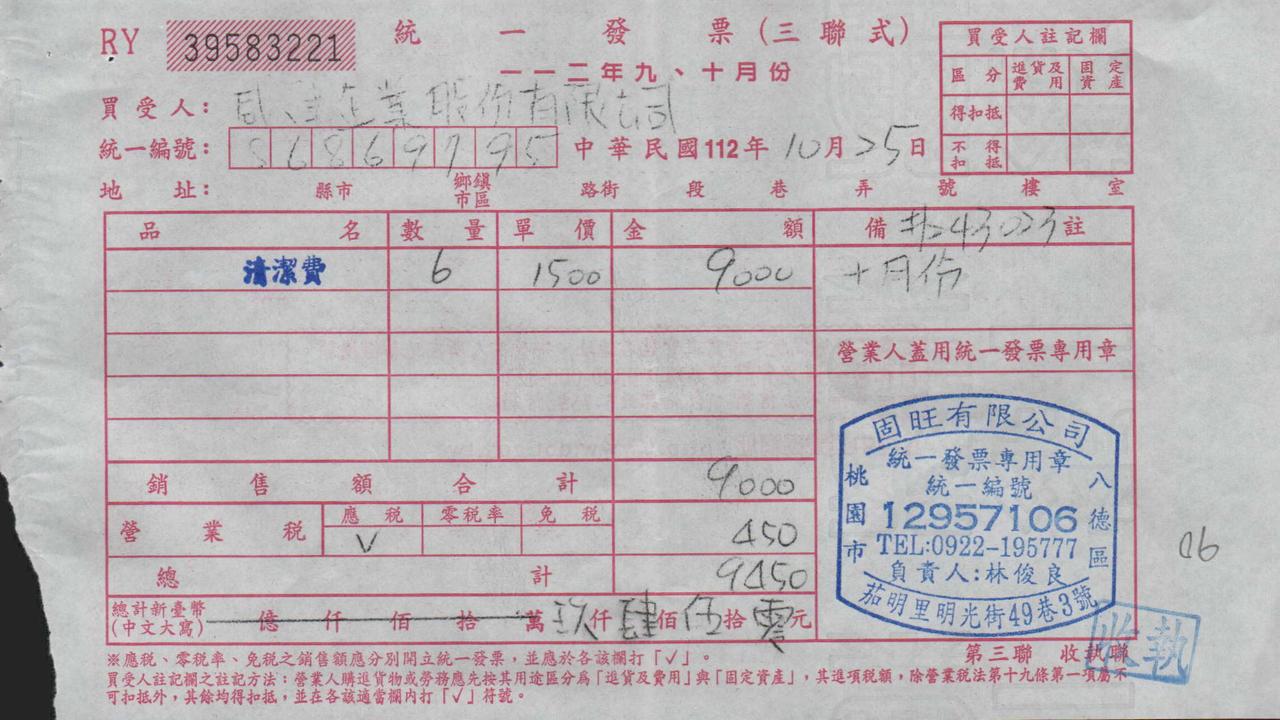 RY 39583221
統一發票(三聯式)
一一二年九、十月份
買受人註記欄
區分 進貨及費用 固定資產
得扣抵
不得扣抵
買受人: 企業股份有限公司
統一編號: 86869795 中華民國112年10月25日
地址: 縣市 鄉鎮市區 路街 段 巷 弄 號 樓 室
品名 數量 單價 金額 備註 #243023
清潔費 6 1500 9000 十月份
營業人蓋用統一發票專用章
固旺有限公司
統一發票專用章
統一編號
12957106
TEL:0922-195777
負責人:林俊良
桃園市 八德區
茄明里明光街49巷3號
銷售額合計 9000
營業稅 應稅 零稅率 免稅 450
V
總計 9450
總計新臺幣(中文大寫) 億 仟 佰 拾 萬 玖仟肆佰伍拾零元
06
※應稅、零稅率、免稅之銷售額應分別開立統一發票,並應於各該欄打「✓」。
第三聯 收執聯
收執
買受人註記欄之註記方法:營業人購進貨物或勞務應先按其用途區分為「進貨及費用」與「固定資產」,其進項稅額,除營業稅法第十九條第一項屬不
可扣抵外,其餘均得扣抵,並在各該適當欄內打「✓」符號。